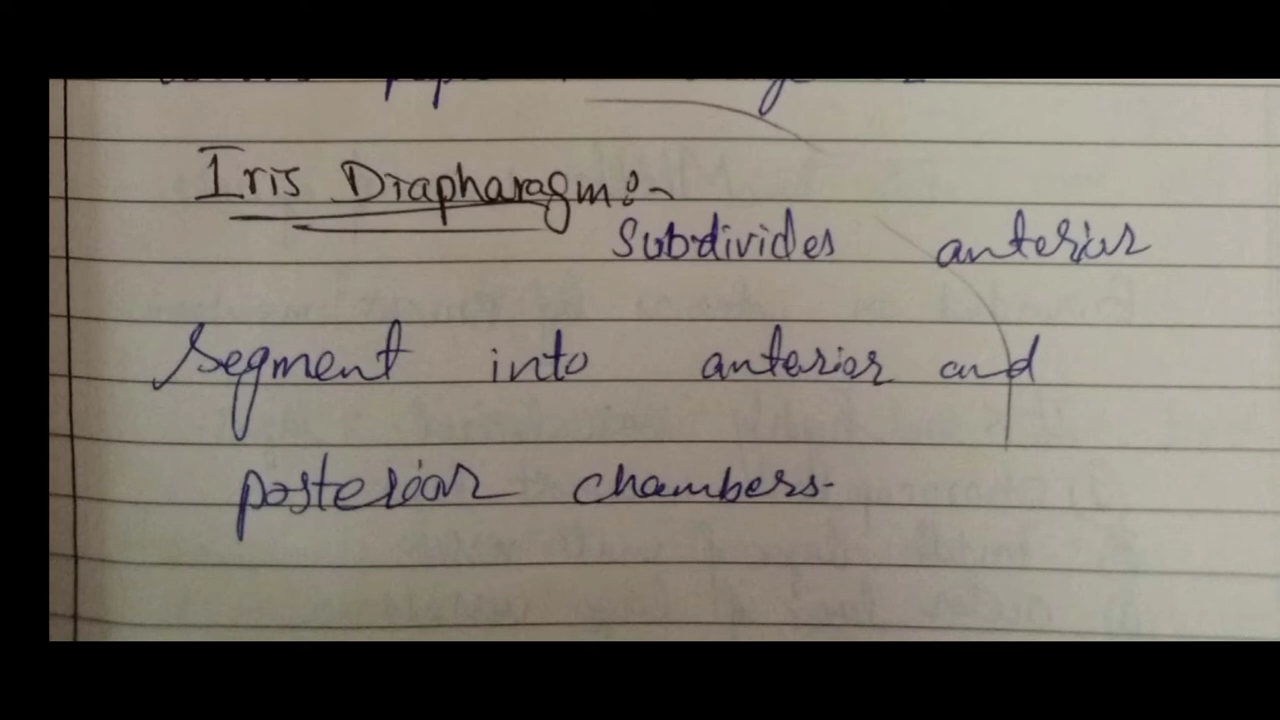 Iris Diapharagm:-
Subdivides anterior
segment into anterior and
posterior chambers.